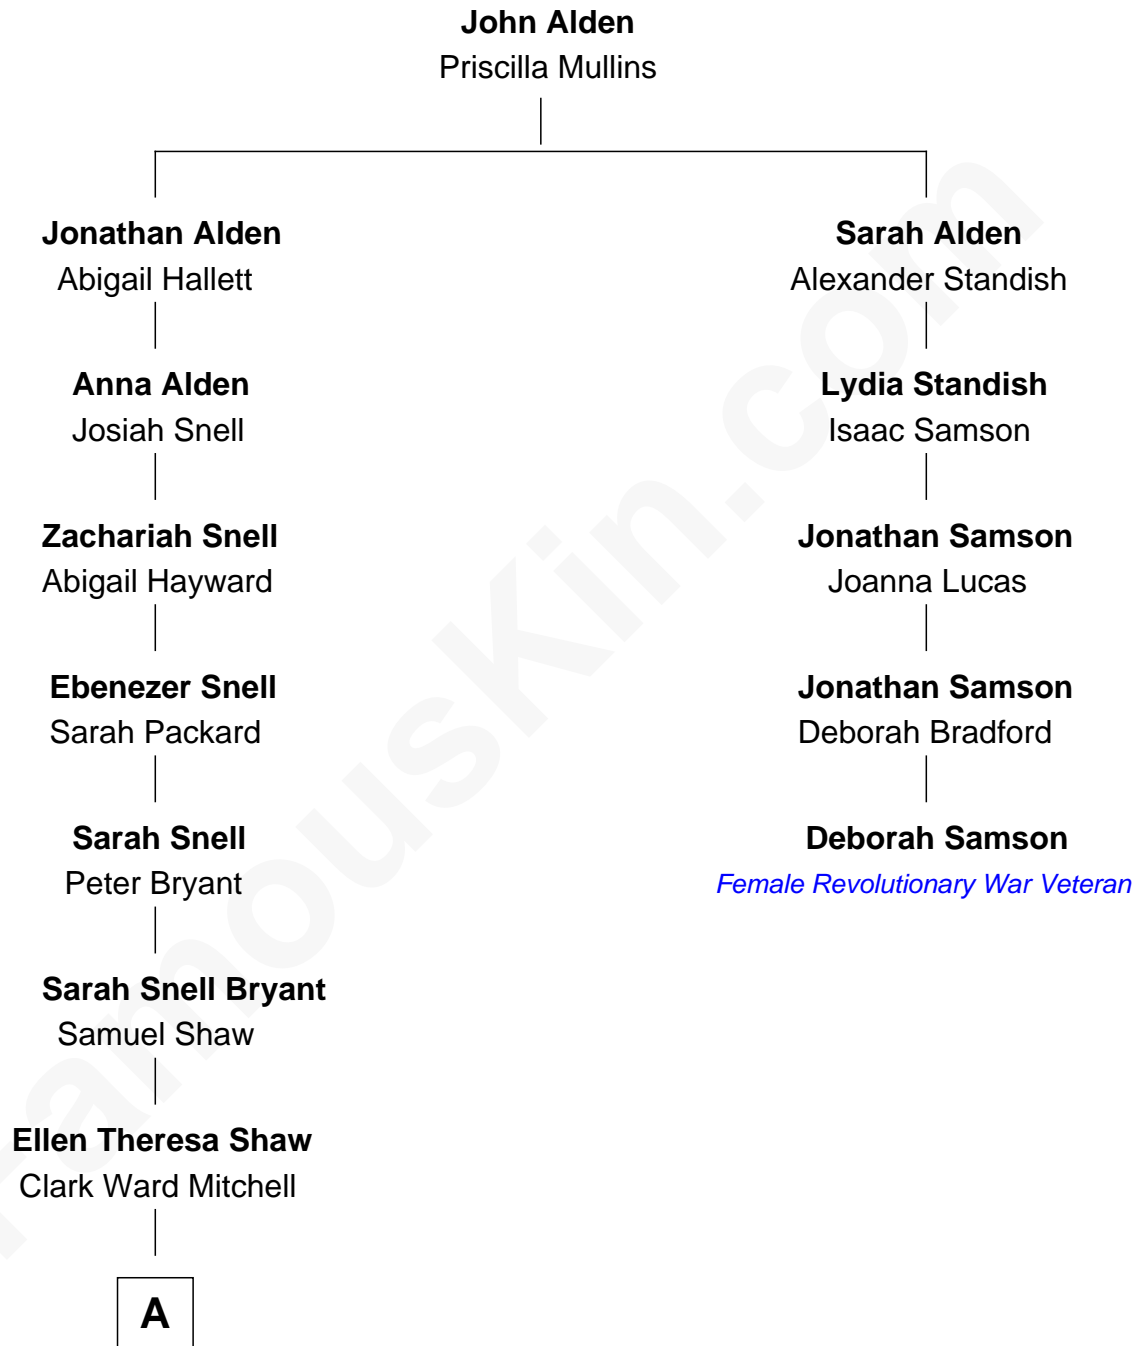 John Alden
Priscilla Mullins
Jonathan Alden
Abigail Hallett
Anna Alden
Josiah Snell
Zachariah Snell
Abigail Hayward
Ebenezer Snell
Sarah Packard
Sarah Snell
Peter Bryant
Sarah Snell Bryant
Samuel Shaw
Ellen Theresa Shaw
Clark Ward Mitchell
A
Sarah Alden
Alexander Standish
Lydia Standish
Isaac Samson
Jonathan Samson
Joanna Lucas
Jonathan Samson
Deborah Bradford
Deborah Samson
Female Revolutionary War Veteran
FamousKin.com